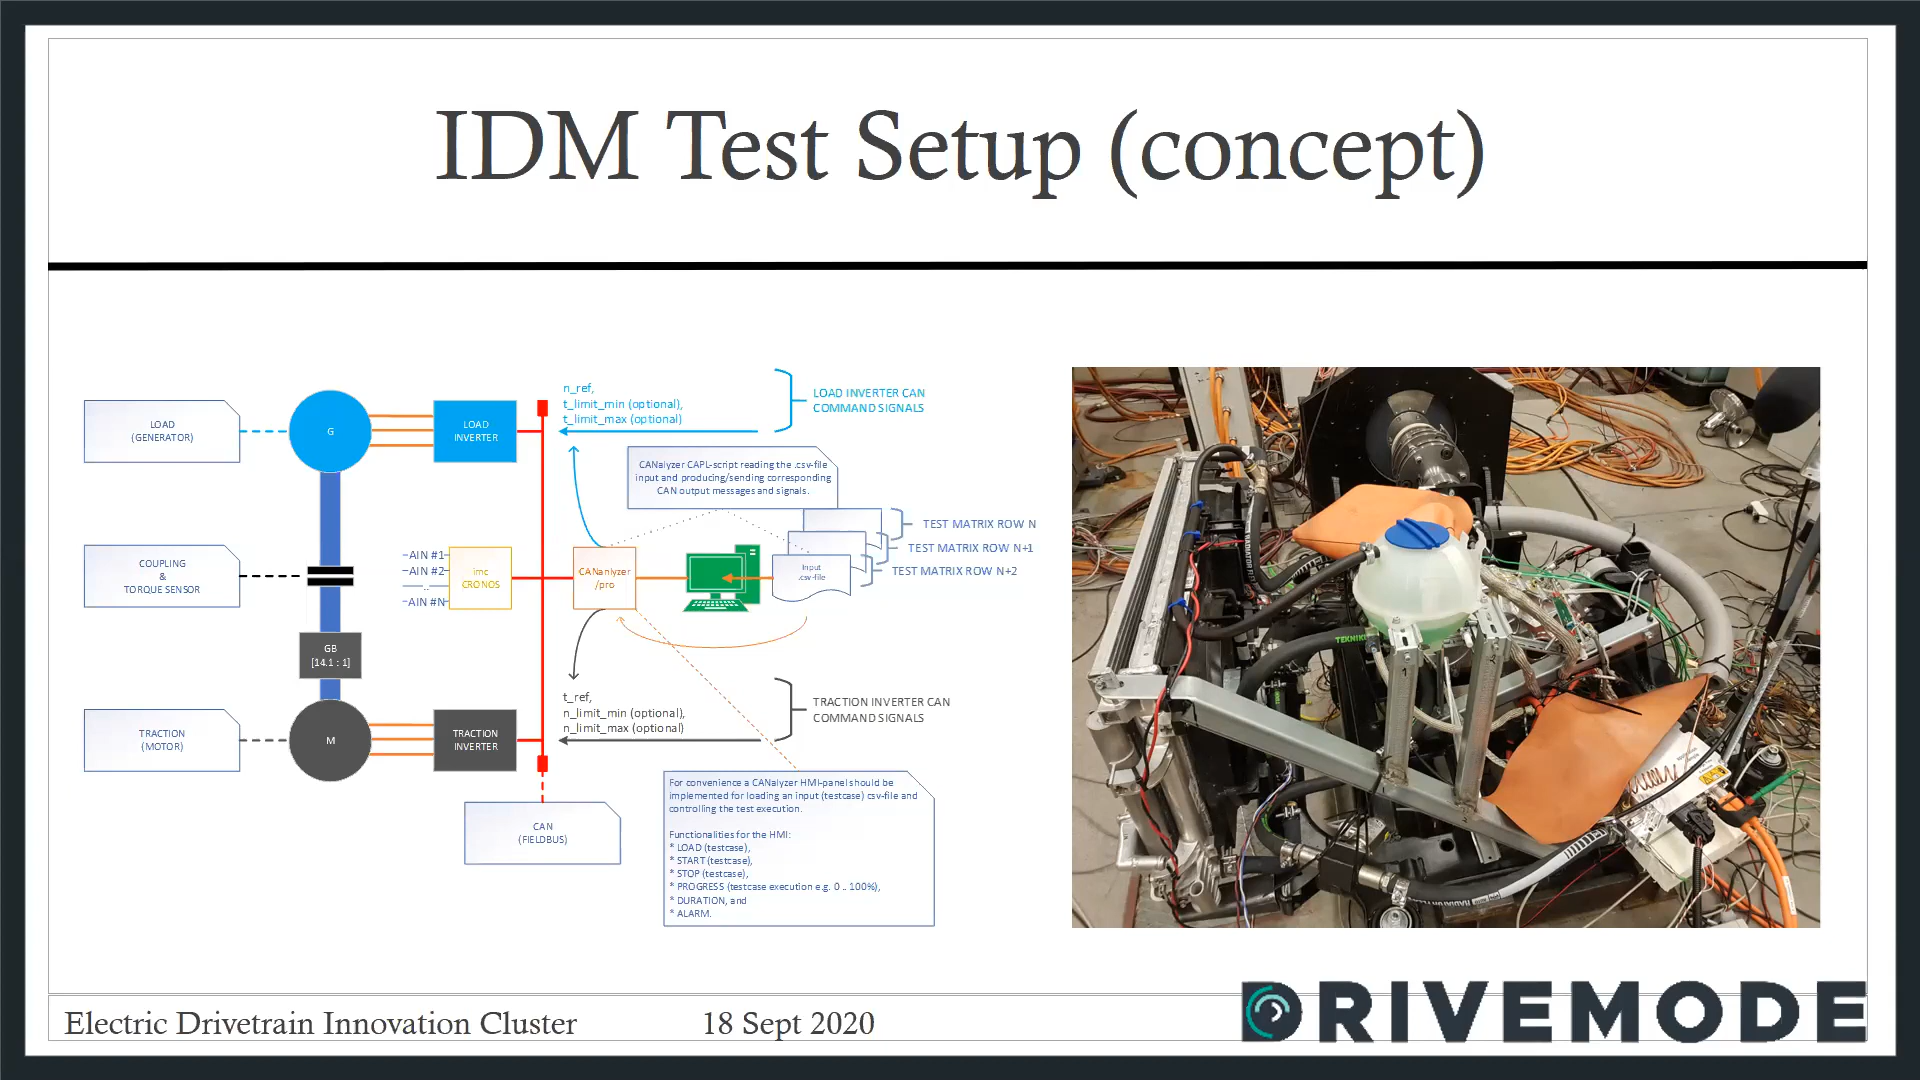 IDM Test Setup (concept)
LOAD
(GENERATOR)
G
LOAD
INVERTER
n_ref,
t_limit_min (optional),
t_limit_max (optional)
LOAD INVERTER CAN
COMMAND SIGNALS
CANalyzer CAPL-script reading the .csv-file
input and producing/sending corresponding
CAN output messages and signals.
TEST MATRIX ROW N
TEST MATRIX ROW N+1
TEST MATRIX ROW N+2
COUPLING
&
TORQUE SENSOR
AIN #1
AIN #2
...
AIN #N
imc
CRONOS
CANanlyzer
/pro
Input
.csv-file
GB
[14.1 : 1]
TRACTION
(MOTOR)
M
TRACTION
INVERTER
t_ref,
n_limit_min (optional),
n_limit_max (optional)
TRACTION INVERTER CAN
COMMAND SIGNALS
CAN
(FIELDBUS)
For convenience a CANalyzer HMI-panel should be
implemented for loading an input (testcase) csv-file and
controlling the test execution.
Functionalities for the HMI:
* LOAD (testcase),
* START (testcase),
* STOP (testcase),
* PROGRESS (testcase execution e.g. 0 .. 100%),
* DURATION, and
* ALARM.
Electric Drivetrain Innovation Cluster
18 Sept 2020
DRIVEMODE